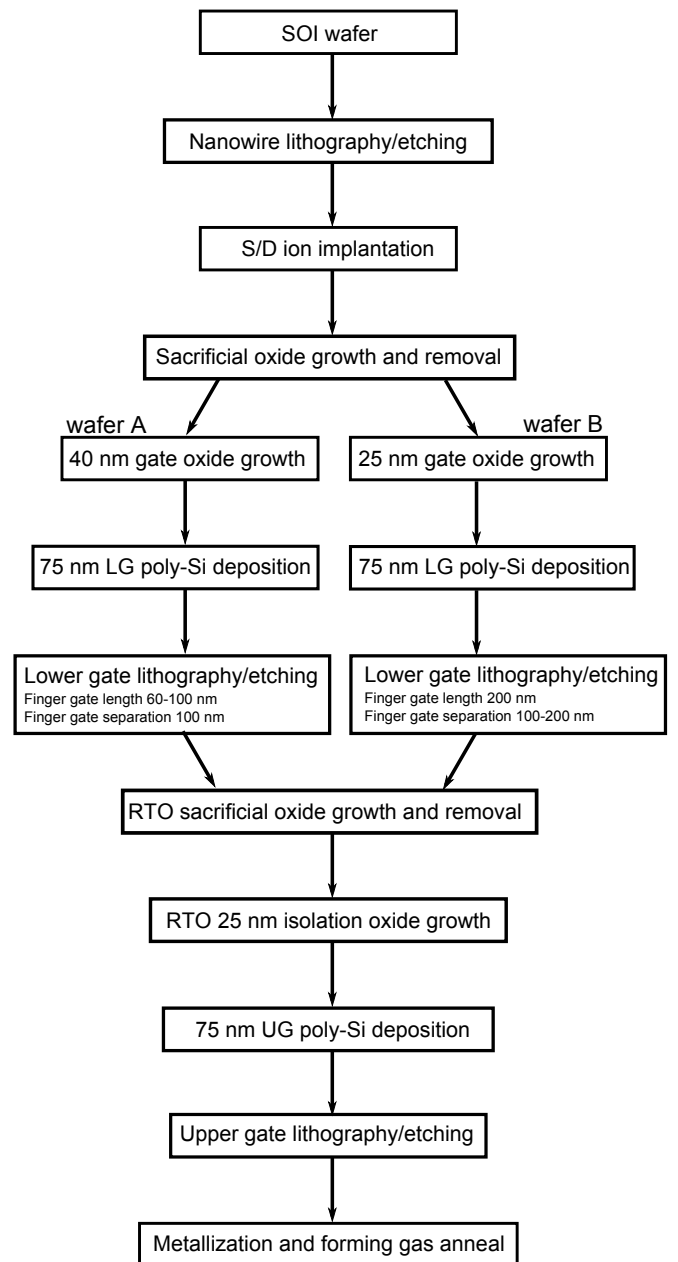 SOI wafer
Nanowire lithography/etching
S/D ion implantation
Sacrificial oxide growth and removal
wafer A
40 nm gate oxide growth
75 nm LG poly-Si deposition
Lower gate lithography/etching
Finger gate length 60-100 nm
Finger gate separation 100 nm
wafer B
25 nm gate oxide growth
75 nm LG poly-Si deposition
Lower gate lithography/etching
Finger gate length 200 nm
Finger gate separation 100-200 nm
RTO sacrificial oxide growth and removal
RTO 25 nm isolation oxide growth
75 nm UG poly-Si deposition
Upper gate lithography/etching
Metallization and forming gas anneal